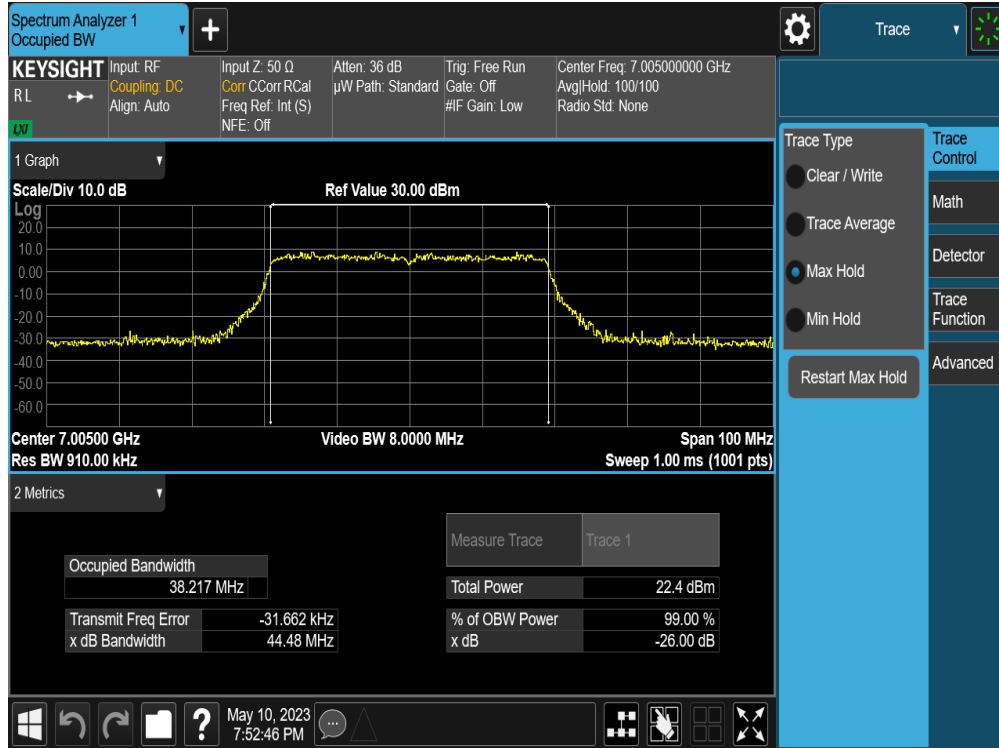 Spectrum Analyzer 1
Occupied BW
+
Trace
KEYSIGHT
R L
LXI
Input: RF
Coupling: DC
Align: Auto
Input Z: 50 Ω
Corr CCorr RCal
Freq Ref: Int (S)
NFE: Off
Atten: 36 dB
µW Path: Standard
Trig: Free Run
Gate: Off
#IF Gain: Low
Center Freq: 7.005000000 GHz
Avg|Hold: 100/100
Radio Std: None
1 Graph
Scale/Div 10.0 dB
Ref Value 30.00 dBm
Log
20.0
10.0
0.00
-10.0
-20.0
-30.0
-40.0
-50.0
-60.0
Center 7.00500 GHz
Video BW 8.0000 MHz
Span 100 MHz
Res BW 910.00 kHz
Sweep 1.00 ms (1001 pts)
2 Metrics
Measure Trace
Trace 1
Occupied Bandwidth
38.217 MHz
Total Power
22.4 dBm
Transmit Freq Error
-31.662 kHz
% of OBW Power
99.00 %
x dB Bandwidth
44.48 MHz
x dB
-26.00 dB
Trace Type
Clear / Write
Trace Average
Max Hold
Min Hold
Restart Max Hold
Trace
Control
Math
Detector
Trace
Function
Advanced
?
May 10, 2023
7:52:46 PM